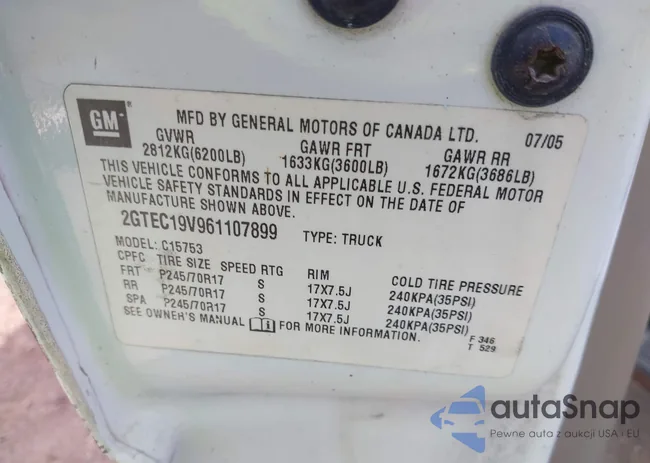 GM
MFD BY GENERAL MOTORS OF CANADA LTD. 07/05
GVWR GAWR FRT GAWR RR
2812KG(6200LB) 1633KG(3600LB) 1672KG(3686LB)
THIS VEHICLE CONFORMS TO ALL APPLICABLE U.S. FEDERAL MOTOR
VEHICLE SAFETY STANDARDS IN EFFECT ON THE DATE OF
MANUFACTURE SHOWN ABOVE.
2GTEC19V961107899 TYPE: TRUCK
MODEL: C15753
CPFC TIRE SIZE SPEED RTG RIM COLD TIRE PRESSURE
FRT P245/70R17 S 17X7.5J 240KPA(35PSI)
RR P245/70R17 S 17X7.5J 240KPA(35PSI)
SPA P245/70R17 S 17X7.5J 240KPA(35PSI)
SEE OWNER'S MANUAL FOR MORE INFORMATION.
F 346
T 529
autaSnap
Pewne auta z aukcji USA i EU